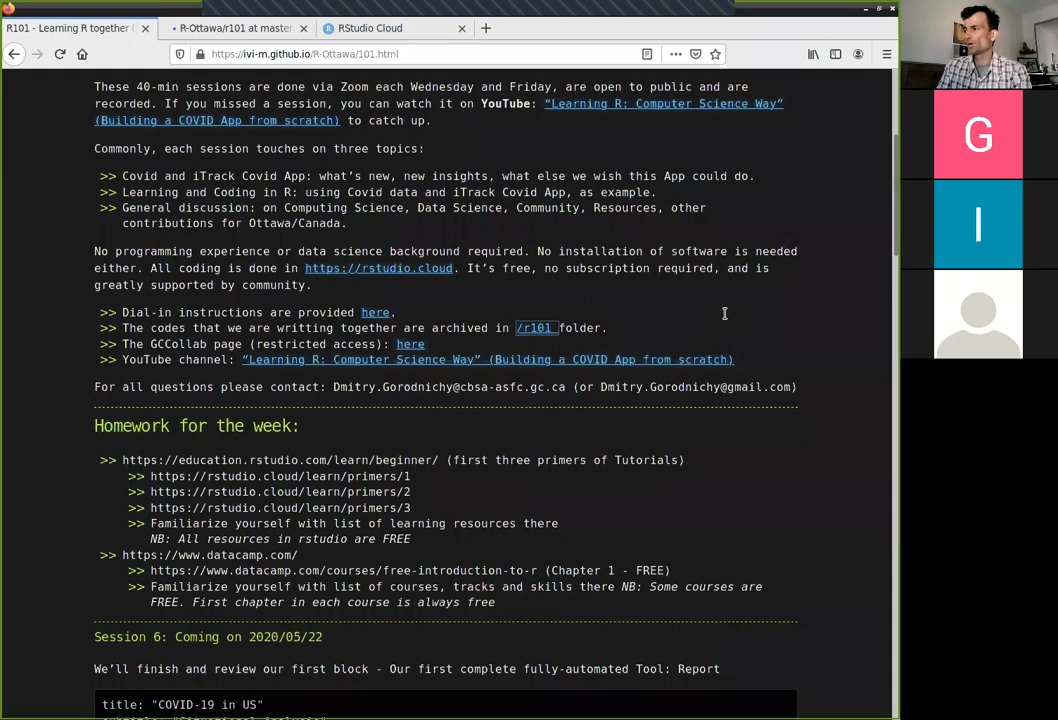 R101 - Learning R together (
R-Ottawa/r101 at master
RStudio Cloud
https://ivi-m.github.io/R-Ottawa/101.html
These 40-min sessions are done via Zoom each Wednesday and Friday, are open to public and are
recorded. If you missed a session, you can watch it on YouTube: “Learning R: Computer Science Way”
(Building a COVID App from scratch) to catch up.
Commonly, each session touches on three topics:
>> Covid and iTrack Covid App: what’s new, new insights, what else we wish this App could do.
>> Learning and Coding in R: using Covid data and iTrack Covid App, as example.
>> General discussion: on Computing Science, Data Science, Community, Resources, other
contributions for Ottawa/Canada.
No programming experience or data science background required. No installation of software is needed
either. All coding is done in https://rstudio.cloud. It’s free, no subscription required, and is
greatly supported by community.
>> Dial-in instructions are provided here.
>> The codes that we are writting together are archived in /r101 folder.
>> The GCCollab page (restricted access): here
>> YouTube channel: “Learning R: Computer Science Way” (Building a COVID App from scratch)
For all questions please contact: Dmitry.Gorodnichy@cbsa-asfc.gc.ca (or Dmitry.Gorodnichy@gmail.com)
Homework for the week:
>> https://education.rstudio.com/learn/beginner/ (first three primers of Tutorials)
>> https://rstudio.cloud/learn/primers/1
>> https://rstudio.cloud/learn/primers/2
>> https://rstudio.cloud/learn/primers/3
>> Familiarize yourself with list of learning resources there
NB: All resources in rstudio are FREE
>> https://www.datacamp.com/
>> https://www.datacamp.com/courses/free-introduction-to-r (Chapter 1 - FREE)
>> Familiarize yourself with list of courses, tracks and skills there NB: Some courses are
FREE. First chapter in each course is always free
Session 6: Coming on 2020/05/22
We’ll finish and review our first block - Our first complete fully-automated Tool: Report
title: "COVID-19 in US"
G
I